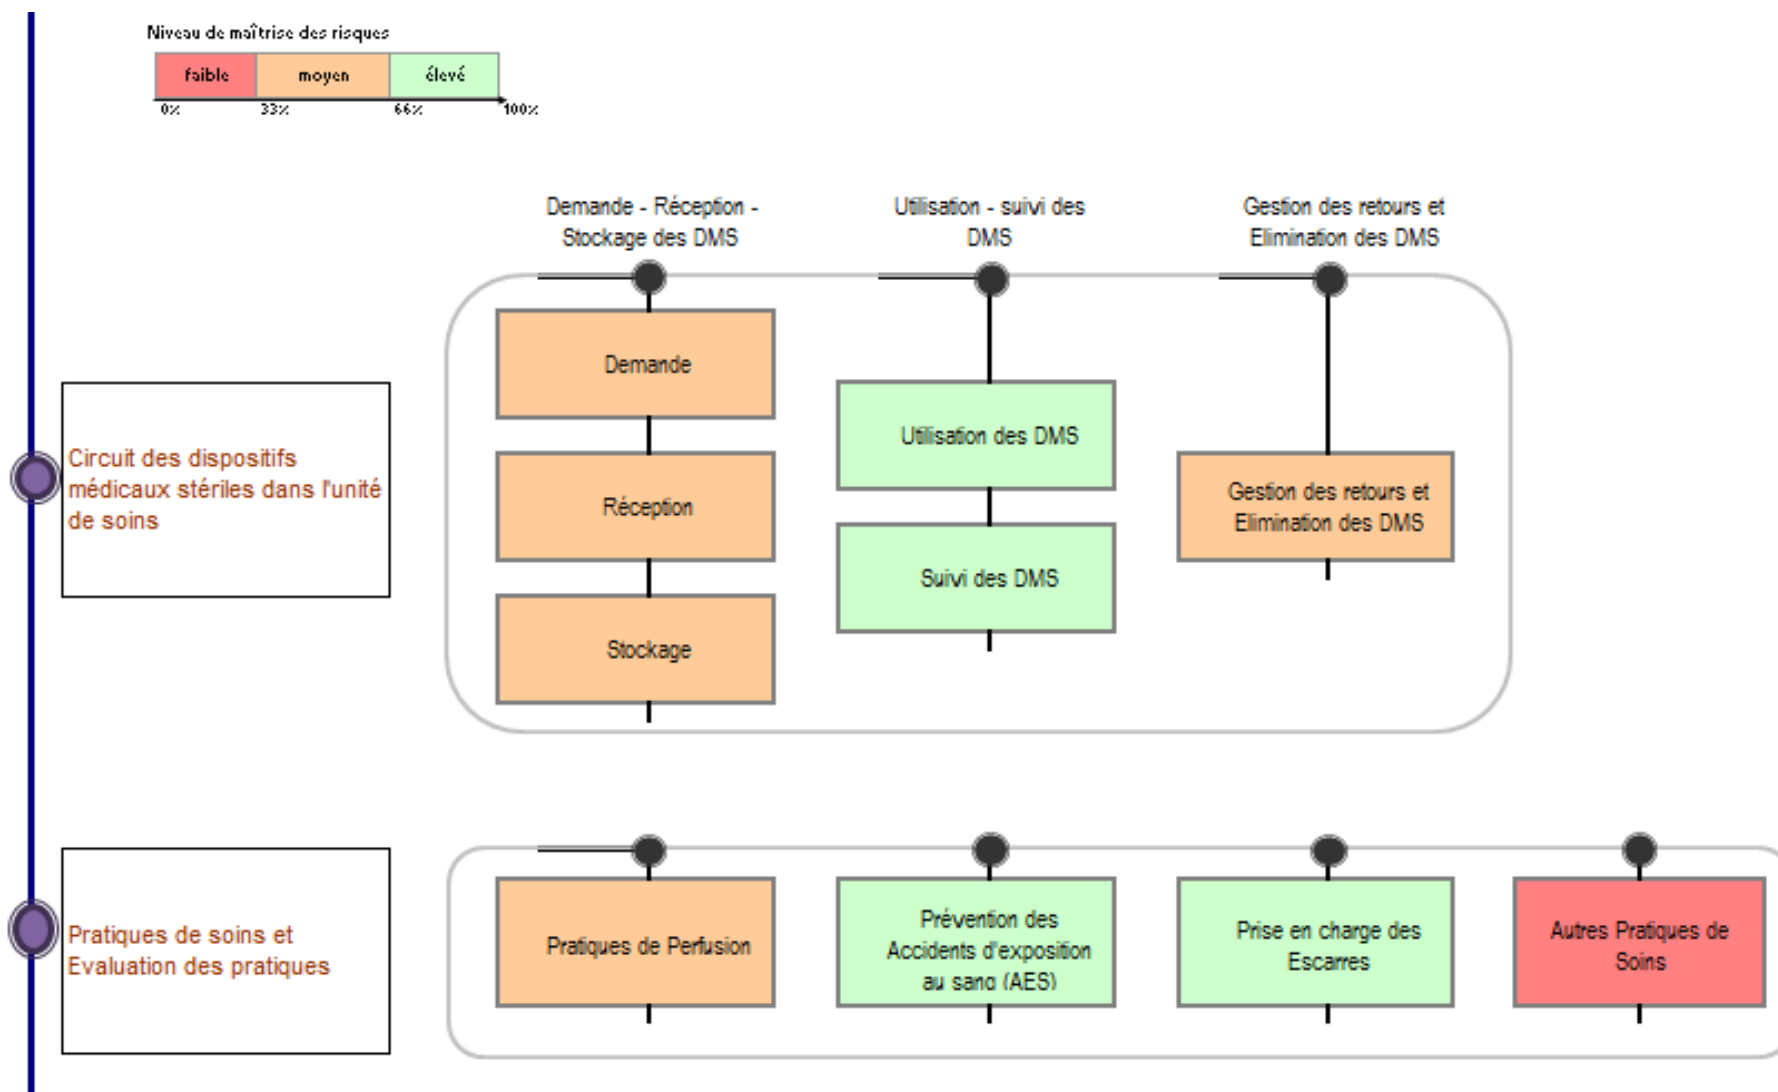 Niveau de maîtrise des risques
faible moyen élevé
0% 33% 66% 100%
Demande - Réception -
Stockage des DMS
Utilisation - suivi des
DMS
Gestion des retours et
Elimination des DMS
Circuit des dispositifs
médicaux stériles dans l'unité
de soins
Demande
Réception
Stockage
Utilisation des DMS
Suivi des DMS
Gestion des retours et
Elimination des DMS
Pratiques de soins et
Evaluation des pratiques
Pratiques de Perfusion
Prévention des
Accidents d'exposition
au sang (AES)
Prise en charge des
Escarres
Autres Pratiques de
Soins